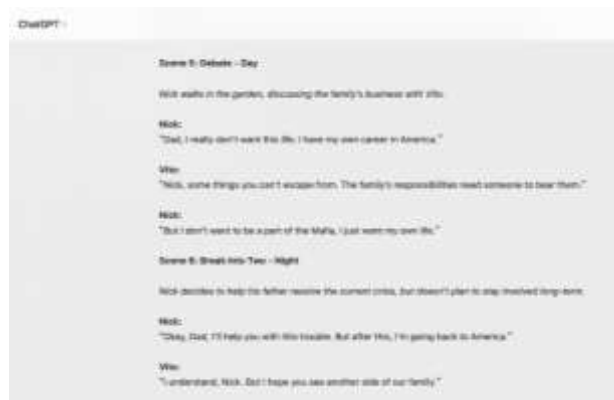 ChatGPT
Scene 5: Debate – Day
Nick walks in the garden, discussing the family's business with Vito.
Nick:
"Dad, I really don't want this life. I have my own career in America."
Vito:
"Nick, some things you can't escape from. The family's responsibilities need someone to bear them."
Nick:
"But I don't want to be a part of the Mafia, I just want my own life."
Scene 6: Break Into Two – Night
Nick decides to help his father resolve the current crisis, but doesn't plan to stay involved long-term.
Nick:
"Okay, Dad, I'll help you with this trouble. But after this, I'm going back to America."
Vito:
"I understand, Nick. But I hope you see another side of our family."